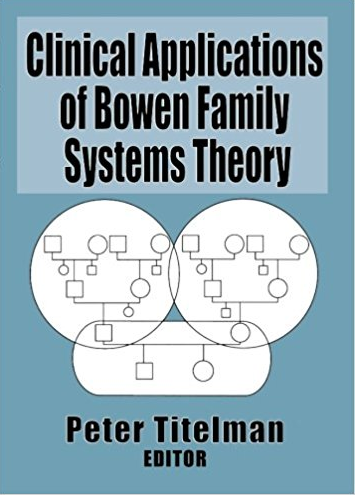 Clinical Applications
of Bowen Family
Systems Theory
Peter Titelman
EDITOR